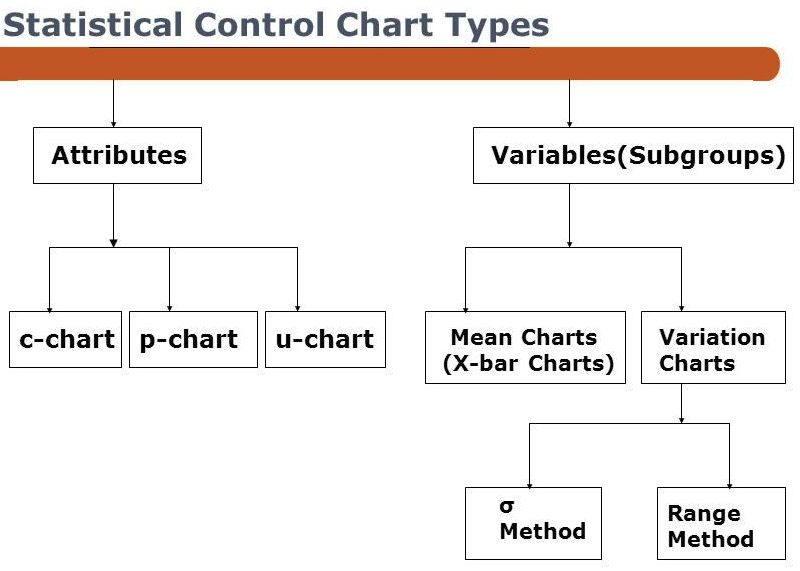 Statistical Control Chart Types
Attributes
Variables(Subgroups)
c-chart
p-chart
u-chart
Mean Charts
(X-bar Charts)
Variation
Charts
σ
Method
Range
Method